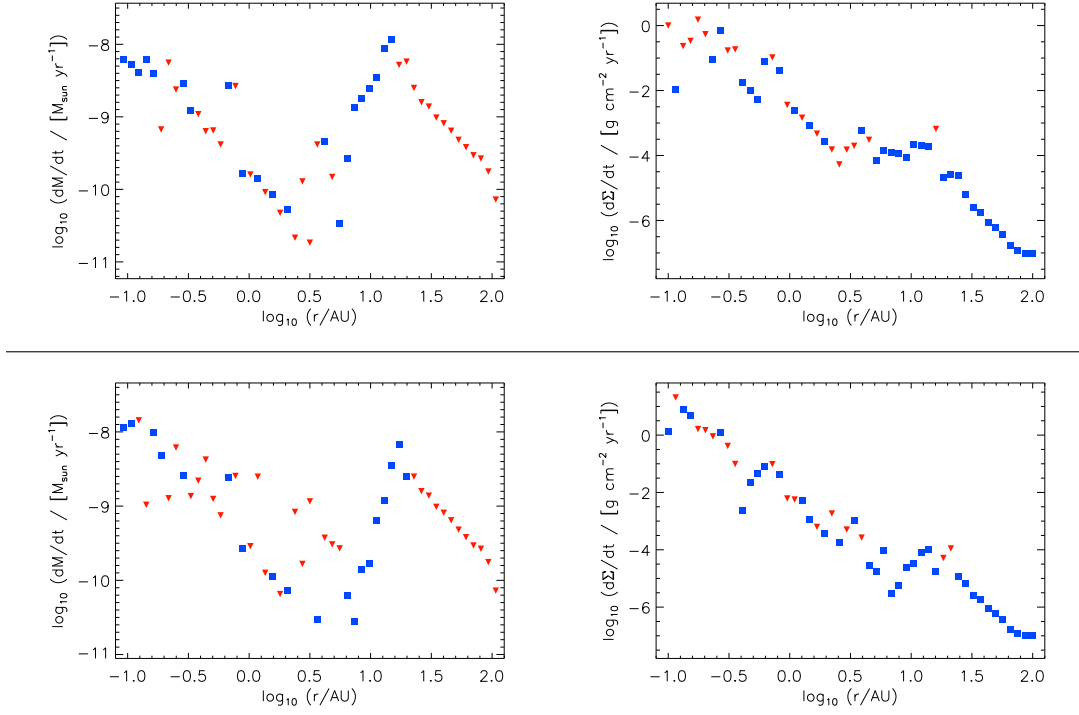 log₁₀ (dM/dt / [M_sun yr⁻¹])
−8
−9
−10
−11
−1.0 −0.5 0.0 0.5 1.0 1.5 2.0
log₁₀ (r/AU)
log₁₀ (dΣ/dt / [g cm⁻² yr⁻¹])
0
−2
−4
−6
−1.0 −0.5 0.0 0.5 1.0 1.5 2.0
log₁₀ (r/AU)
log₁₀ (dM/dt / [M_sun yr⁻¹])
−8
−9
−10
−11
−1.0 −0.5 0.0 0.5 1.0 1.5 2.0
log₁₀ (r/AU)
log₁₀ (dΣ/dt / [g cm⁻² yr⁻¹])
0
−2
−4
−6
−1.0 −0.5 0.0 0.5 1.0 1.5 2.0
log₁₀ (r/AU)